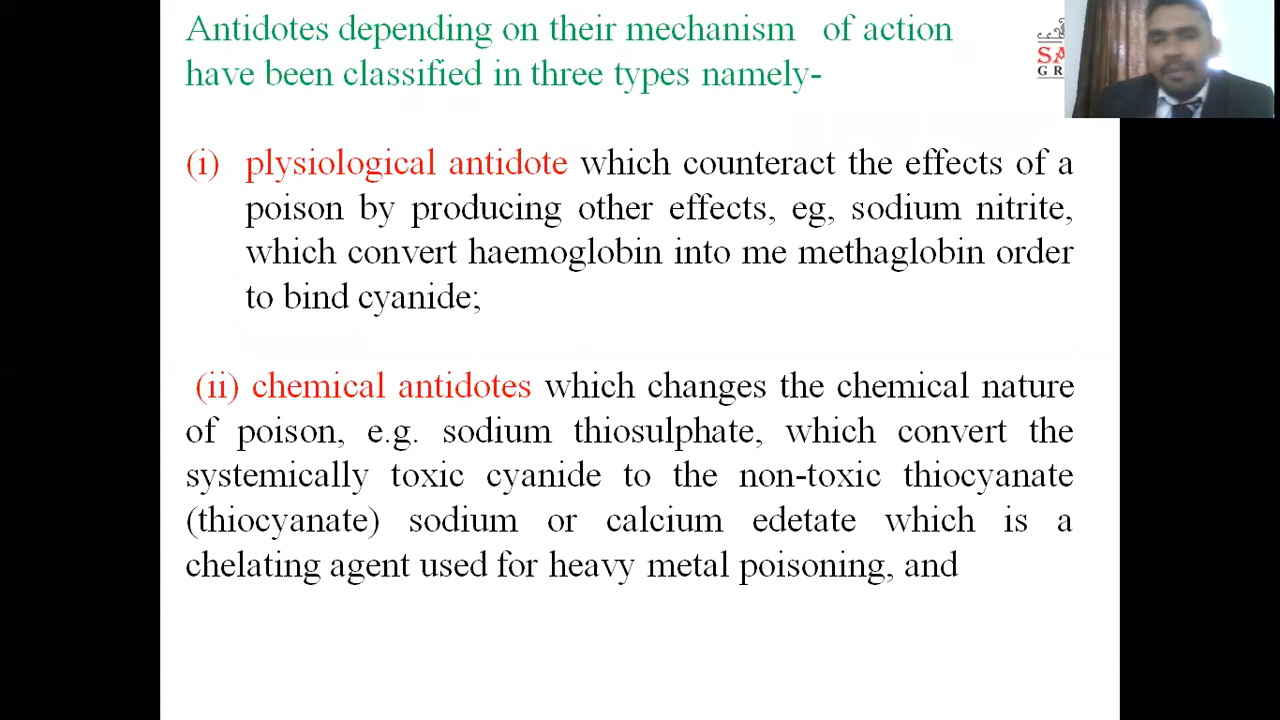 Antidotes depending on their mechanism of action
have been classified in three types namely-
SA
GR
(i) plysiological antidote which counteract the effects of a
poison by producing other effects, eg, sodium nitrite,
which convert haemoglobin into me methaglobin order
to bind cyanide;
(ii) chemical antidotes which changes the chemical nature
of poison, e.g. sodium thiosulphate, which convert the
systemically toxic cyanide to the non-toxic thiocyanate
(thiocyanate) sodium or calcium edetate which is a
chelating agent used for heavy metal poisoning, and